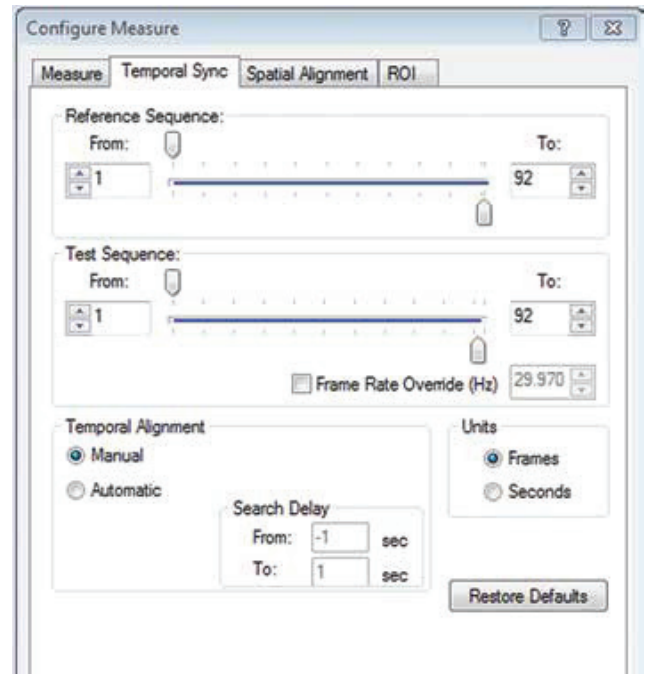 Configure Measure
Measure Temporal Sync Spatial Alignment ROI
Reference Sequence:
From: To:
1 92
Test Sequence:
From: To:
1 92
Frame Rate Override (Hz) 29.970
Temporal Alignment Units
Manual Frames
Automatic Seconds
Search Delay
From: -1 sec
To: 1 sec
Restore Defaults